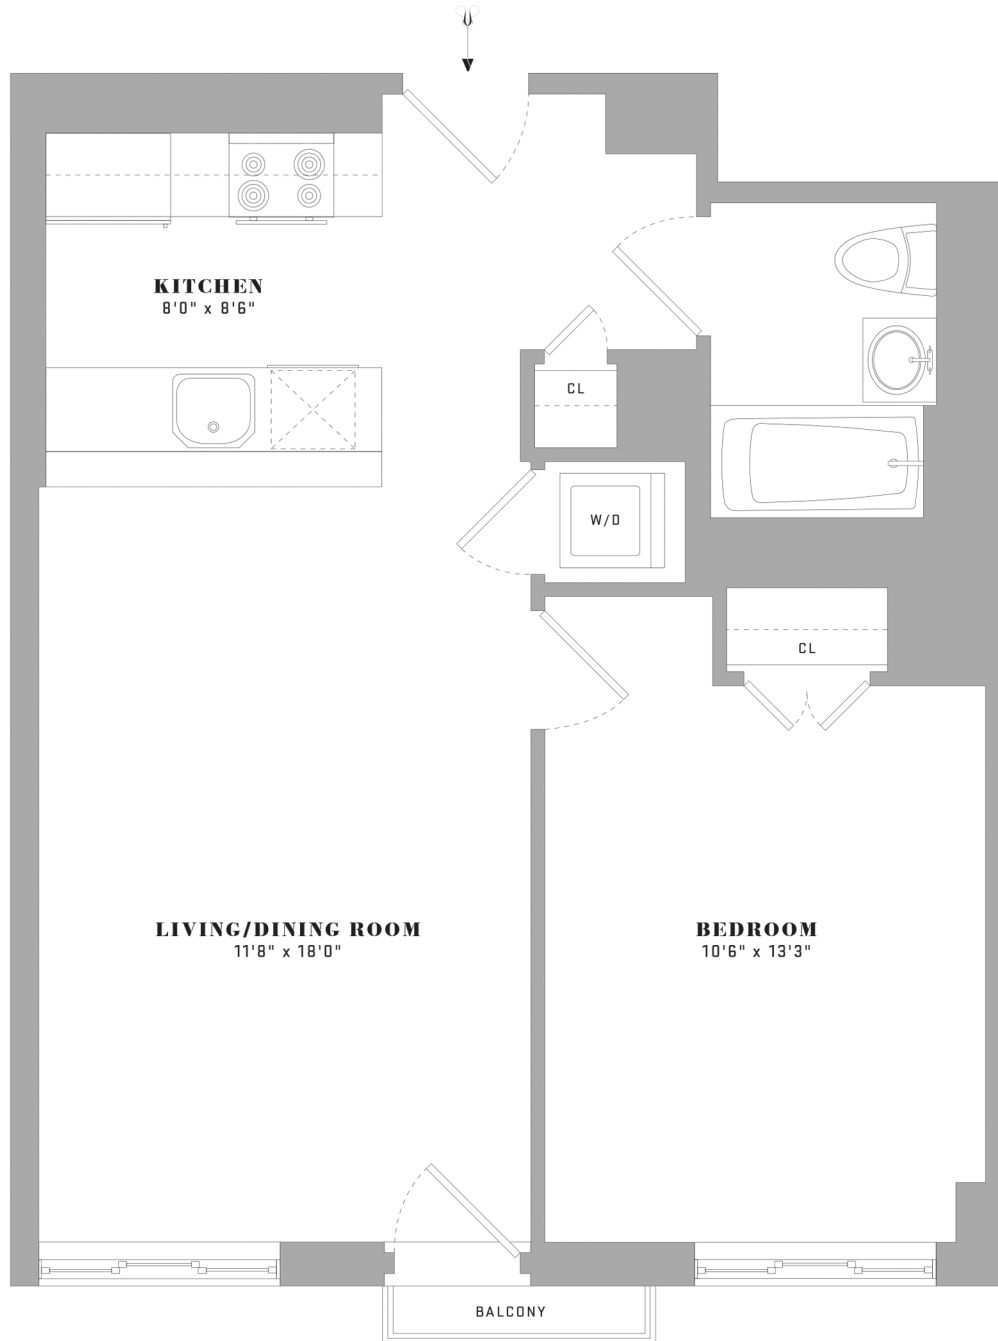 KITCHEN
8'0" x 8'6"
CL
W/D
CL
LIVING/DINING ROOM
11'8" x 18'0"
BEDROOM
10'6" x 13'3"
BALCONY